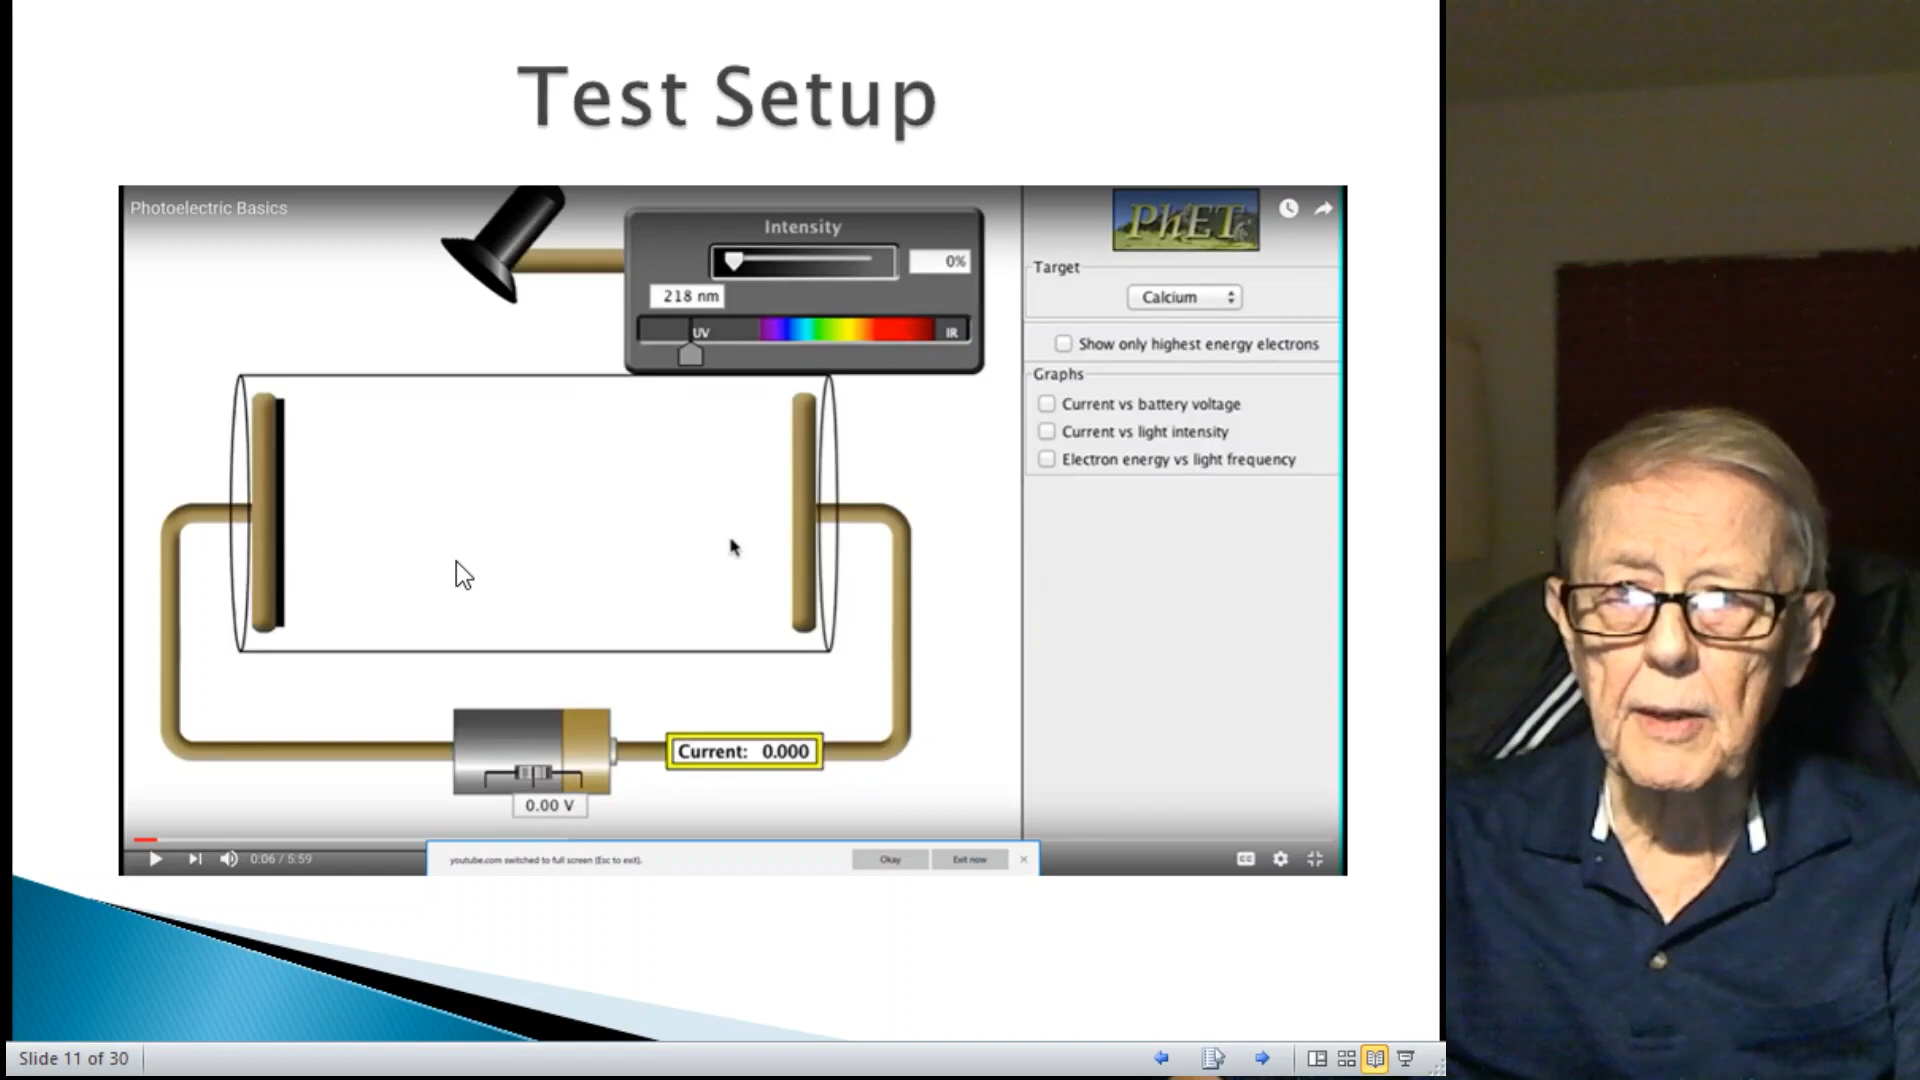 Test Setup
Photoelectric Basics
Intensity
0%
218 nm
UV
IR
PhET
Target
Calcium
Show only highest energy electrons
Graphs
Current vs battery voltage
Current vs light intensity
Electron energy vs light frequency
Current: 0.000
0.00 V
0:06 / 5:59
youtube.com switched to full screen (Esc to exit).
Okay
Exit now
CC
Slide 11 of 30